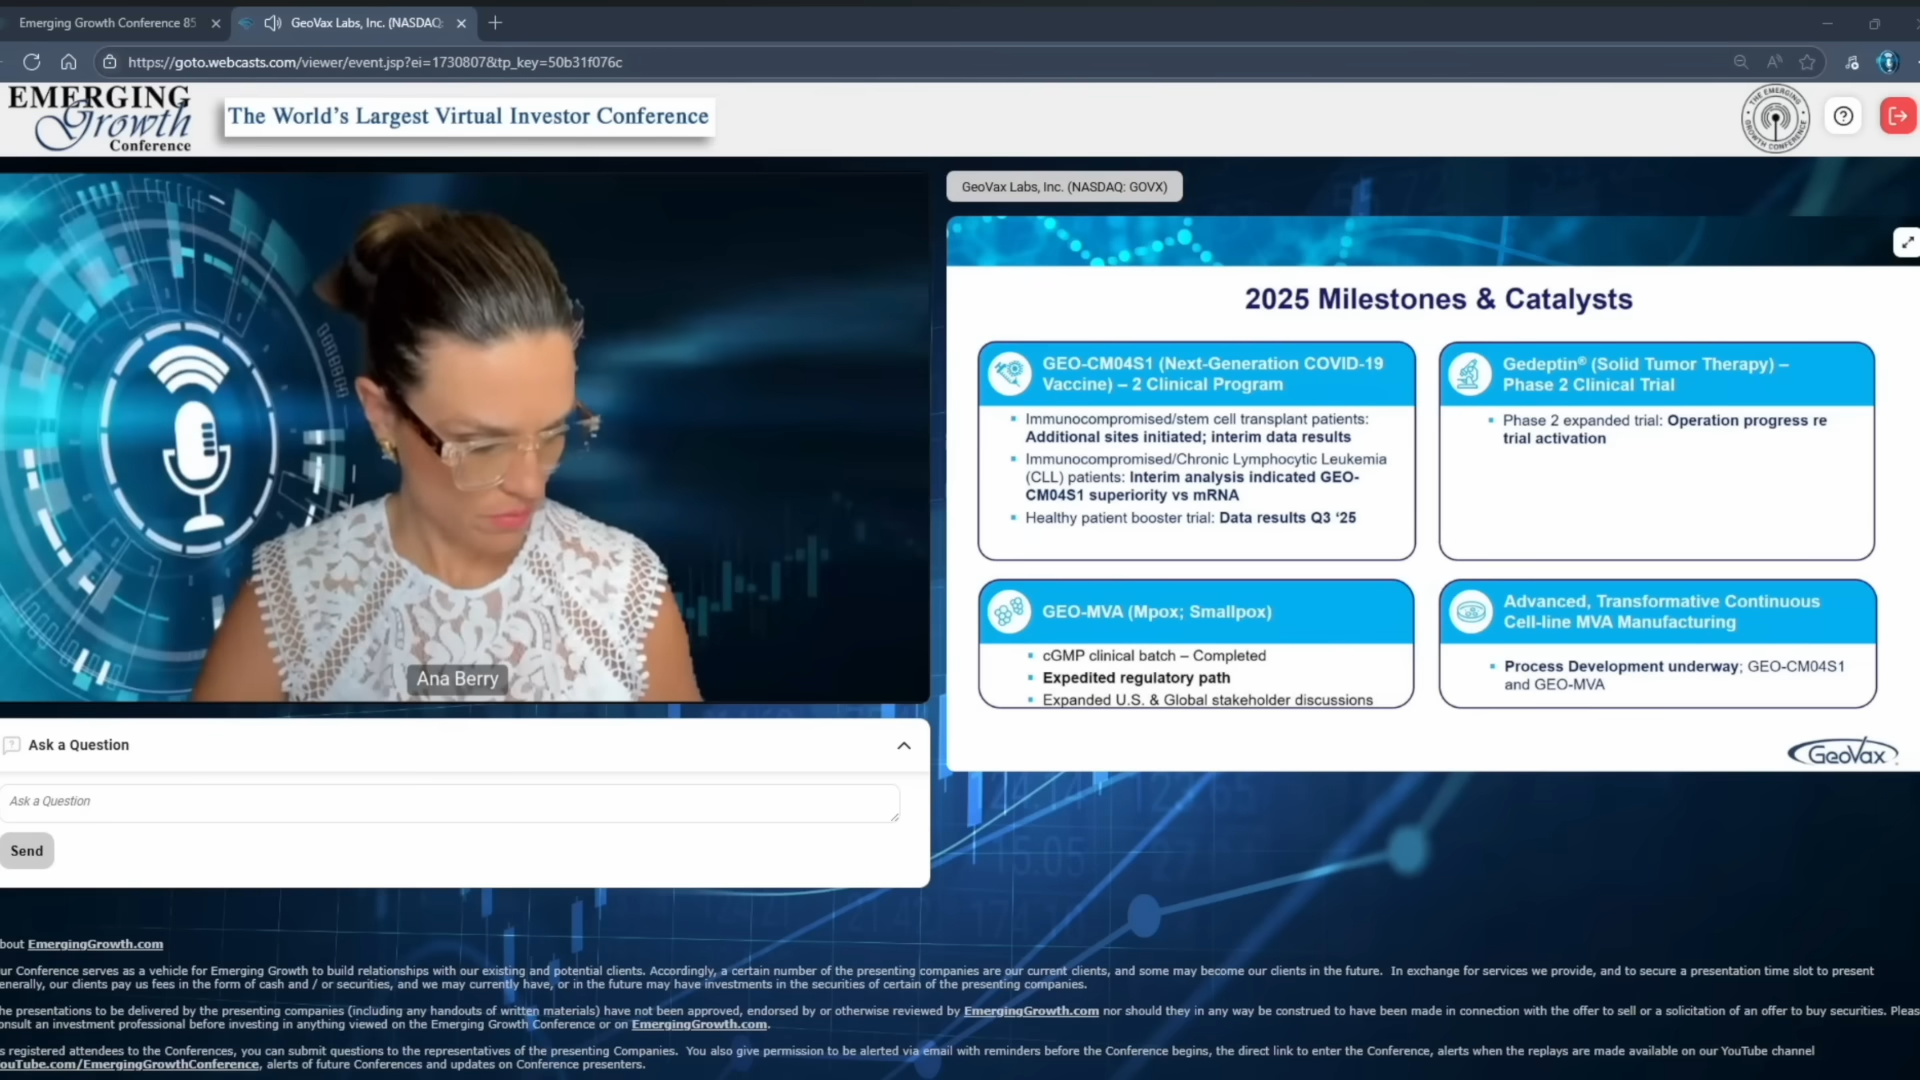 Emerging Growth Conference 85
GeoVax Labs, Inc. (NASDAQ:
https://goto.webcasts.com/viewer/event.jsp?ei=1730807&tp_key=50b31f076c
EMERGING
Growth
Conference
The World's Largest Virtual Investor Conference
THE EMERGING
GROWTH CONFERENCE
GeoVax Labs, Inc. (NASDAQ: GOVX)
2025 Milestones & Catalysts
GEO-CM04S1 (Next-Generation COVID-19
Vaccine) – 2 Clinical Program
Immunocompromised/stem cell transplant patients:
Additional sites initiated; interim data results
Immunocompromised/Chronic Lymphocytic Leukemia
(CLL) patients: Interim analysis indicated GEO-
CM04S1 superiority vs mRNA
Healthy patient booster trial: Data results Q3 ‘25
Gedeptin® (Solid Tumor Therapy) –
Phase 2 Clinical Trial
Phase 2 expanded trial: Operation progress re
trial activation
GEO-MVA (Mpox; Smallpox)
cGMP clinical batch – Completed
Expedited regulatory path
Expanded U.S. & Global stakeholder discussions
Advanced, Transformative Continuous
Cell-line MVA Manufacturing
Process Development underway; GEO-CM04S1
and GEO-MVA
GeoVax
Ana Berry
Ask a Question
Ask a Question
Send
bout EmergingGrowth.com
ur Conference serves as a vehicle for Emerging Growth to build relationships with our existing and potential clients. Accordingly, a certain number of the presenting companies are our current clients, and some may become our clients in the future. In exchange for services we provide, and to secure a presentation time slot to present
enerally, our clients pay us fees in the form of cash and / or securities, and we may currently have, or in the future may have investments in the securities of certain of the presenting companies.
he presentations to be delivered by the presenting companies (including any handouts of written materials) have not been approved, endorsed by or otherwise reviewed by EmergingGrowth.com nor should they in any way be construed to have been made in connection with the offer to sell or a solicitation of an offer to buy securities. Pleas
onsult an investment professional before investing in anything viewed on the Emerging Growth Conference or on EmergingGrowth.com.
s registered attendees to the Conferences, you can submit questions to the representatives of the presenting Companies. You also give permission to be alerted via email with reminders before the Conference begins, the direct link to enter the Conference, alerts when the replays are made available on our YouTube channel
ouTube.com/EmergingGrowthConference, alerts of future Conferences and updates on Conference presenters.